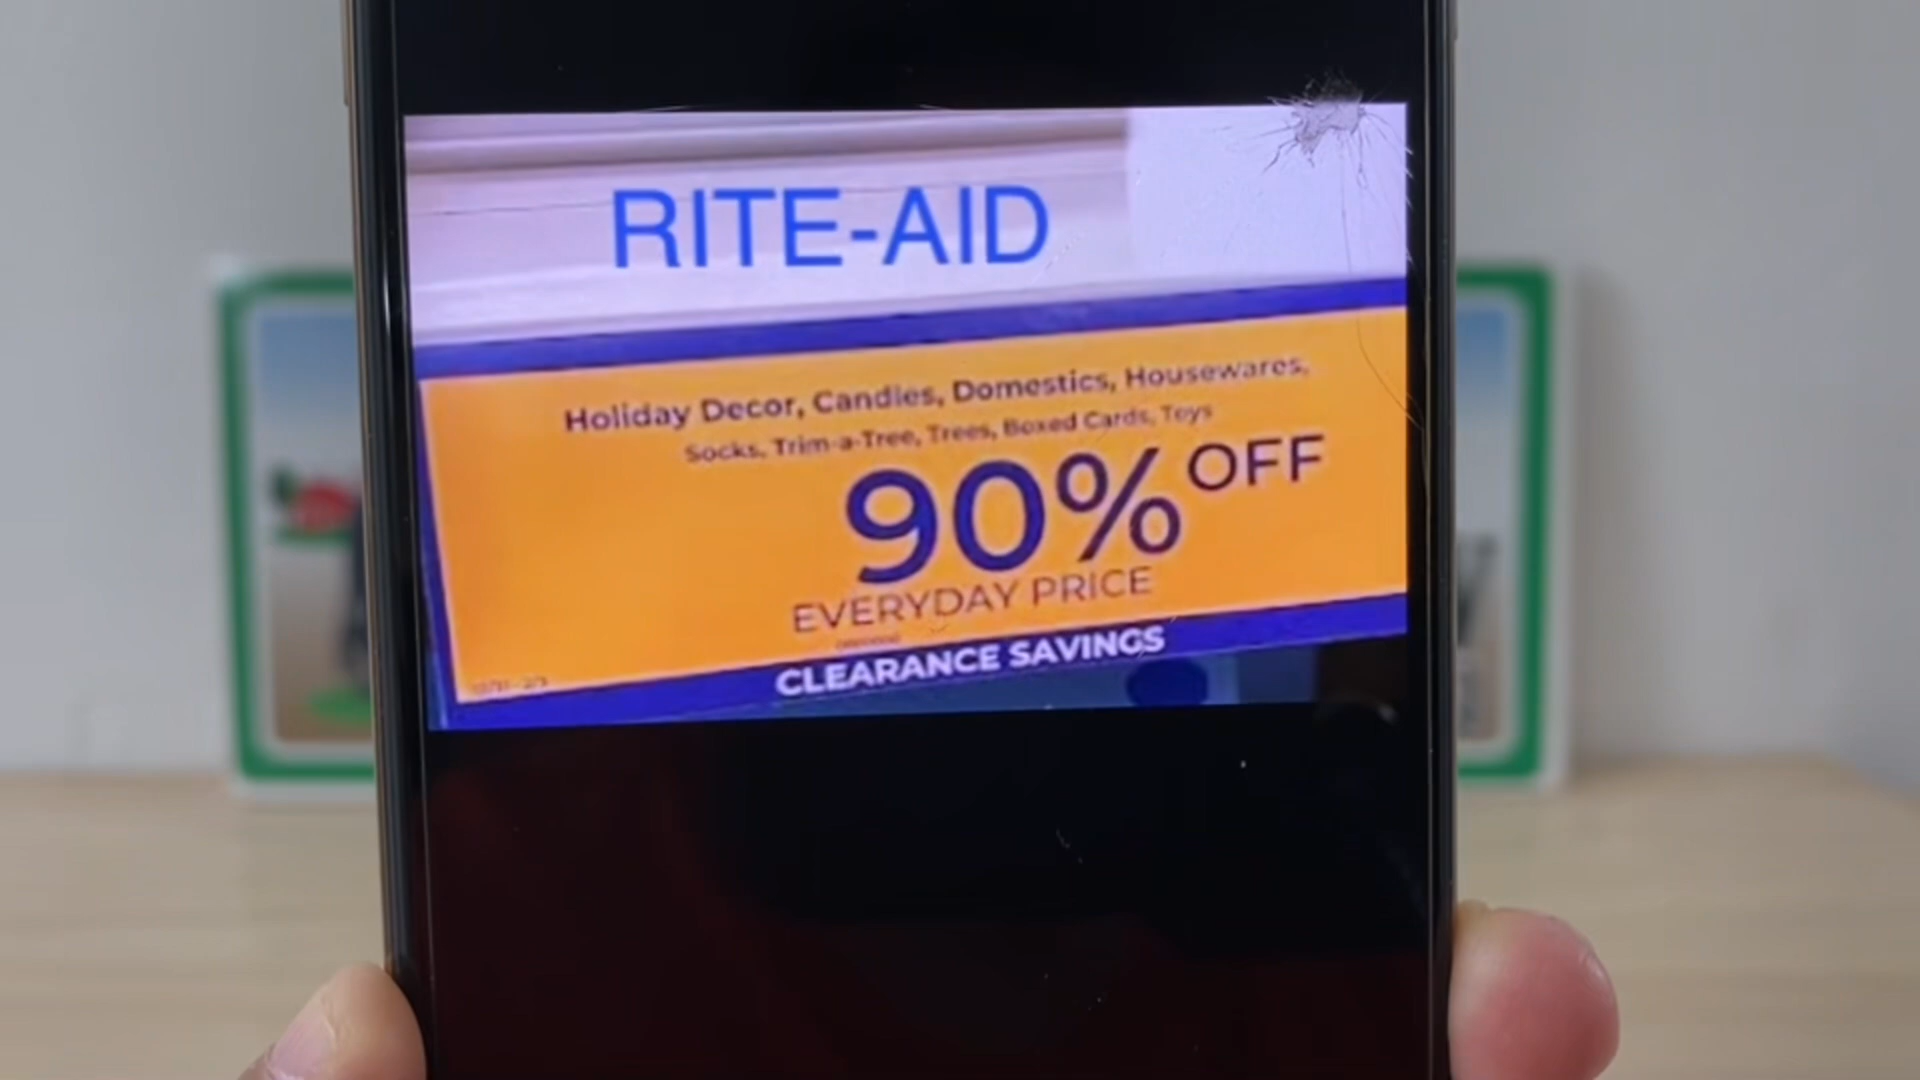 RITE-AID
Holiday Decor, Candles, Domestics, Housewares,
Socks, Trim-a-Tree, Trees, Boxed Cards, Toys
90% OFF
EVERYDAY PRICE
CLEARANCE SAVINGS